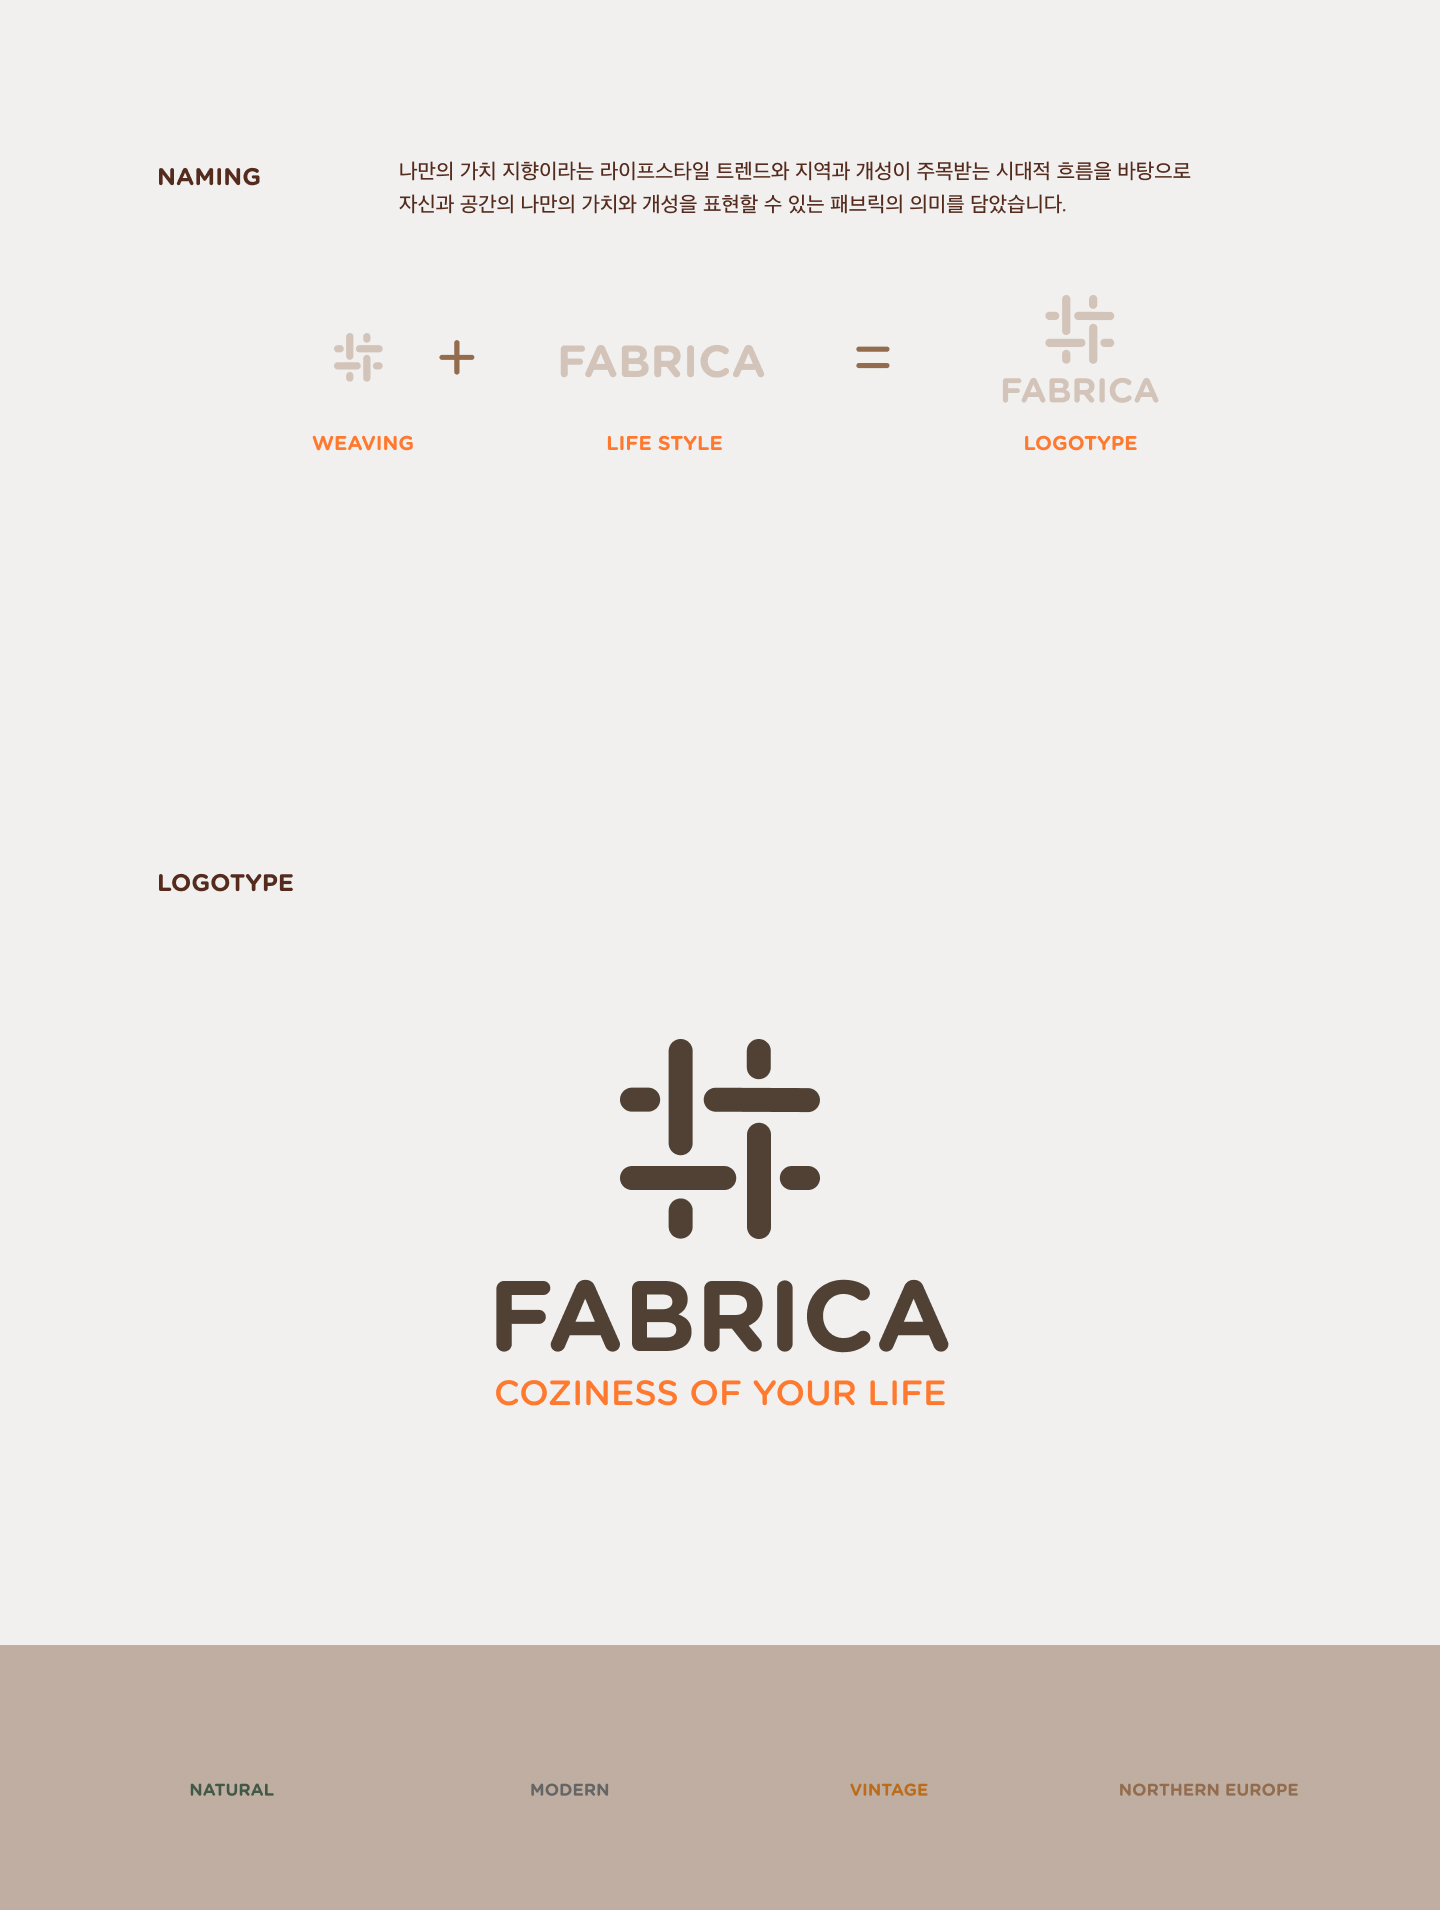 NAMING
나만의 가치 지향이라는 라이프스타일 트렌드와 지역과 개성이 주목받는 시대적 흐름을 바탕으로
자신과 공간의 나만의 가치와 개성을 표현할 수 있는 패브릭의 의미를 담았습니다.
+ FABRICA =
FABRICA
WEAVING LIFE STYLE LOGOTYPE
LOGOTYPE
FABRICA
COZINESS OF YOUR LIFE
NATURAL MODERN VINTAGE NORTHERN EUROPE